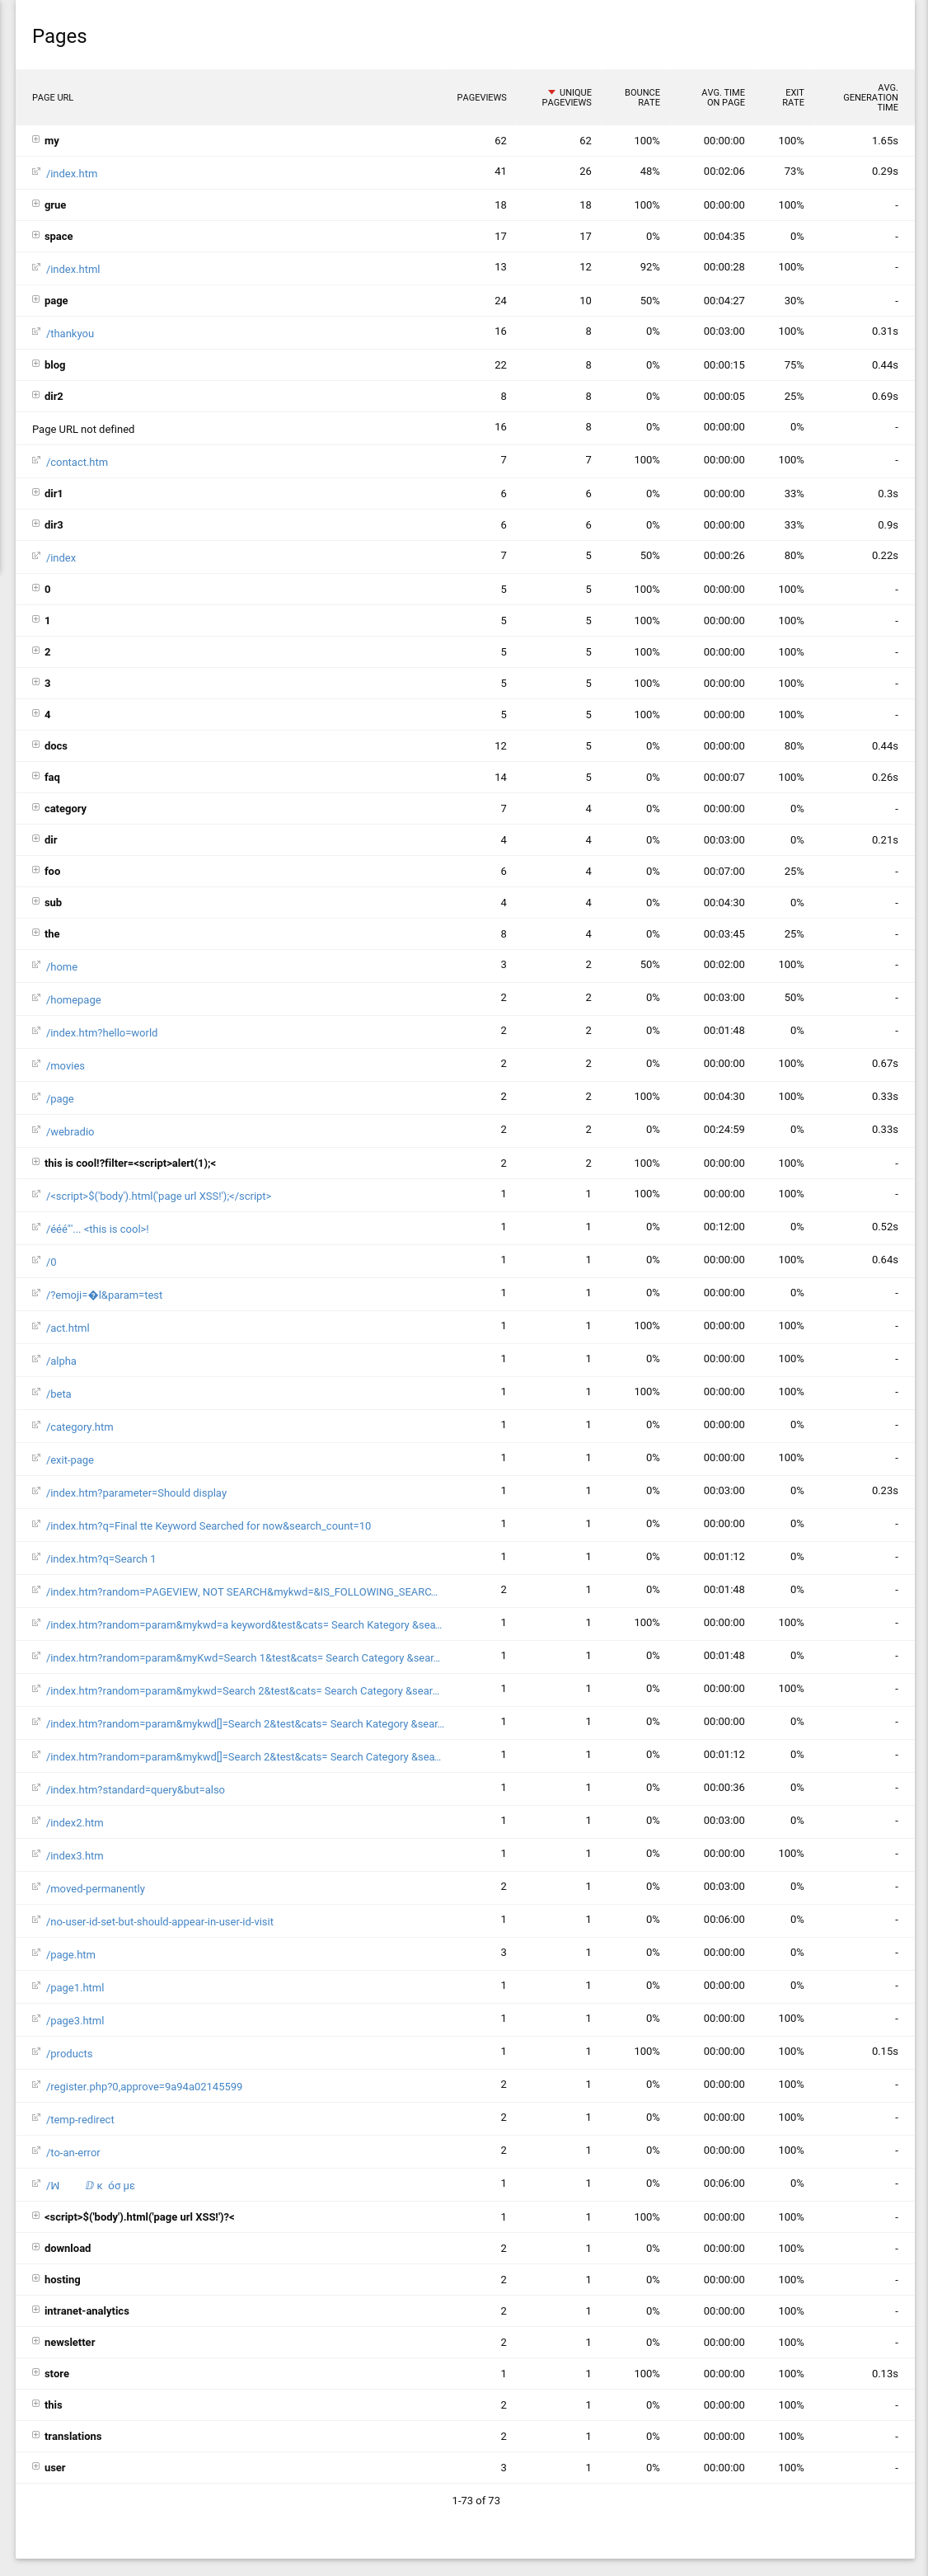 Pages
PAGE URL PAGEVIEWS UNIQUE PAGEVIEWS BOUNCE RATE AVG. TIME ON PAGE EXIT RATE AVG. GENERATION TIME
my 62 62 100% 00:00:00 100% 1.65s
/index.htm 41 26 48% 00:02:06 73% 0.29s
grue 18 18 100% 00:00:00 100% -
space 17 17 0% 00:04:35 0% -
/index.html 13 12 92% 00:00:28 100% -
page 24 10 50% 00:04:27 30% -
/thankyou 16 8 0% 00:03:00 100% 0.31s
blog 22 8 0% 00:00:15 75% 0.44s
dir2 8 8 0% 00:00:05 25% 0.69s
Page URL not defined 16 8 0% 00:00:00 0% -
/contact.htm 7 7 100% 00:00:00 100% -
dir1 6 6 0% 00:00:00 33% 0.3s
dir3 6 6 0% 00:00:00 33% 0.9s
/index 7 5 50% 00:00:26 80% 0.22s
0 5 5 100% 00:00:00 100% -
1 5 5 100% 00:00:00 100% -
2 5 5 100% 00:00:00 100% -
3 5 5 100% 00:00:00 100% -
4 5 5 100% 00:00:00 100% -
docs 12 5 0% 00:00:00 80% 0.44s
faq 14 5 0% 00:00:07 100% 0.26s
category 7 4 0% 00:00:00 0% -
dir 4 4 0% 00:03:00 0% 0.21s
foo 6 4 0% 00:07:00 25% -
sub 4 4 0% 00:04:30 0% -
the 8 4 0% 00:03:45 25% -
/home 3 2 50% 00:02:00 100% -
/homepage 2 2 0% 00:03:00 50% -
/index.htm?hello=world 2 2 0% 00:01:48 0% -
/movies 2 2 0% 00:00:00 100% 0.67s
/page 2 2 100% 00:04:30 100% 0.33s
/webradio 2 2 0% 00:24:59 0% 0.33s
this is cool!?filter=<script>alert(1);< 2 2 100% 00:00:00 100% -
/<script>$('body').html('page url XSS!');</script> 1 1 100% 00:00:00 100% -
/ééé"'... <this is cool>! 1 1 0% 00:12:00 0% 0.52s
/0 1 1 0% 00:00:00 100% 0.64s
/?emoji=�l&param=test 1 1 0% 00:00:00 0% -
/act.html 1 1 100% 00:00:00 100% -
/alpha 1 1 0% 00:00:00 100% -
/beta 1 1 100% 00:00:00 100% -
/category.htm 1 1 0% 00:00:00 0% -
/exit-page 1 1 0% 00:00:00 100% -
/index.htm?parameter=Should display 1 1 0% 00:03:00 0% 0.23s
/index.htm?q=Final tte Keyword Searched for now&search_count=10 1 1 0% 00:00:00 0% -
/index.htm?q=Search 1 1 1 0% 00:01:12 0% -
/index.htm?random=PAGEVIEW, NOT SEARCH&mykwd=&IS_FOLLOWING_SEARC… 2 1 0% 00:01:48 0% -
/index.htm?random=param&mykwd=a keyword&test&cats= Search Kategory &sea… 1 1 100% 00:00:00 100% -
/index.htm?random=param&myKwd=Search 1&test&cats= Search Category &sear… 1 1 0% 00:01:48 0% -
/index.htm?random=param&mykwd=Search 2&test&cats= Search Category &sear… 1 1 0% 00:00:00 100% -
/index.htm?random=param&mykwd[]=Search 2&test&cats= Search Kategory &sear… 1 1 0% 00:00:00 0% -
/index.htm?random=param&mykwd[]=Search 2&test&cats= Search Category &sea… 1 1 0% 00:01:12 0% -
/index.htm?standard=query&but=also 1 1 0% 00:00:36 0% -
/index2.htm 1 1 0% 00:03:00 0% -
/index3.htm 1 1 0% 00:00:00 100% -
/moved-permanently 2 1 0% 00:03:00 0% -
/no-user-id-set-but-should-appear-in-user-id-visit 1 1 0% 00:06:00 0% -
/page.htm 3 1 0% 00:00:00 0% -
/page1.html 1 1 0% 00:00:00 0% -
/page3.html 1 1 0% 00:00:00 100% -
/products 1 1 100% 00:00:00 100% 0.15s
/register.php?0,approve=9a94a02145599 2 1 0% 00:00:00 100% -
/temp-redirect 2 1 0% 00:00:00 100% -
/to-an-error 2 1 0% 00:00:00 100% -
/ ⅅ κ όσ με 1 1 0% 00:06:00 0% -
<script>$('body').html('page url XSS!')?< 1 1 100% 00:00:00 100% -
download 2 1 0% 00:00:00 100% -
hosting 2 1 0% 00:00:00 100% -
intranet-analytics 2 1 0% 00:00:00 100% -
newsletter 2 1 0% 00:00:00 100% -
store 1 1 100% 00:00:00 100% 0.13s
this 2 1 0% 00:00:00 100% -
translations 2 1 0% 00:00:00 100% -
user 3 1 0% 00:00:00 100% -
1-73 of 73